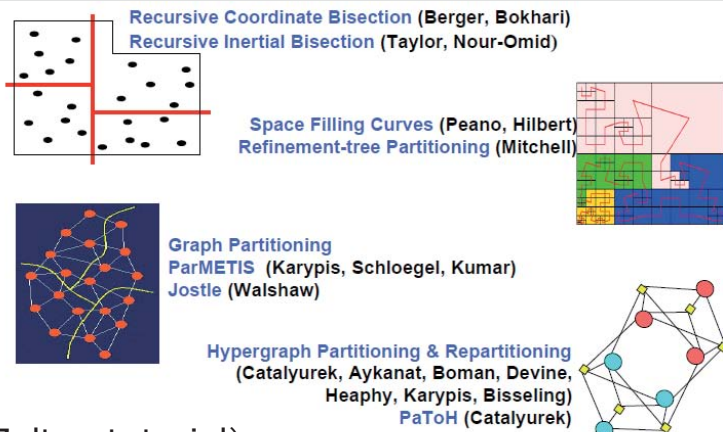 Recursive Coordinate Bisection (Berger, Bokhari)
Recursive Inertial Bisection (Taylor, Nour-Omid)
Space Filling Curves (Peano, Hilbert)
Refinement-tree Partitioning (Mitchell)
Graph Partitioning
ParMETIS (Karypis, Schloegel, Kumar)
Jostle (Walshaw)
Hypergraph Partitioning & Repartitioning
(Catalyurek, Aykanat, Boman, Devine,
Heaphy, Karypis, Bisseling)
PaToH (Catalyurek)